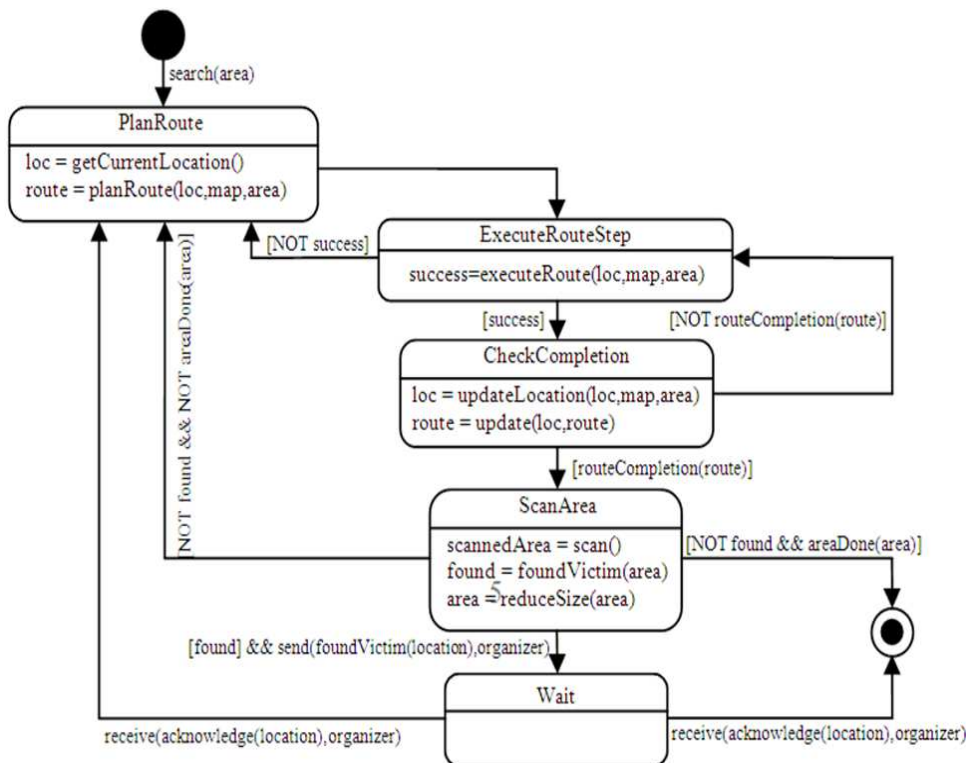 search(area)
PlanRoute
loc = getCurrentLocation()
route = planRoute(loc,map,area)
[NOT success]
ExecuteRouteStep
success=executeRoute(loc,map,area)
[success]
[NOT routeCompletion(route)]
CheckCompletion
loc = updateLocation(loc,map,area)
route = update(loc,route)
[NOT found && NOT areaDone(area)]
[routeCompletion(route)]
ScanArea
scannedArea = scan()
found = foundVictim(area)
area = reduceSize(area)
5
[NOT found && areaDone(area)]
[found] && send(foundVictim(location),organizer)
Wait
receive(acknowledge(location),organizer)
receive(acknowledge(location),organizer)